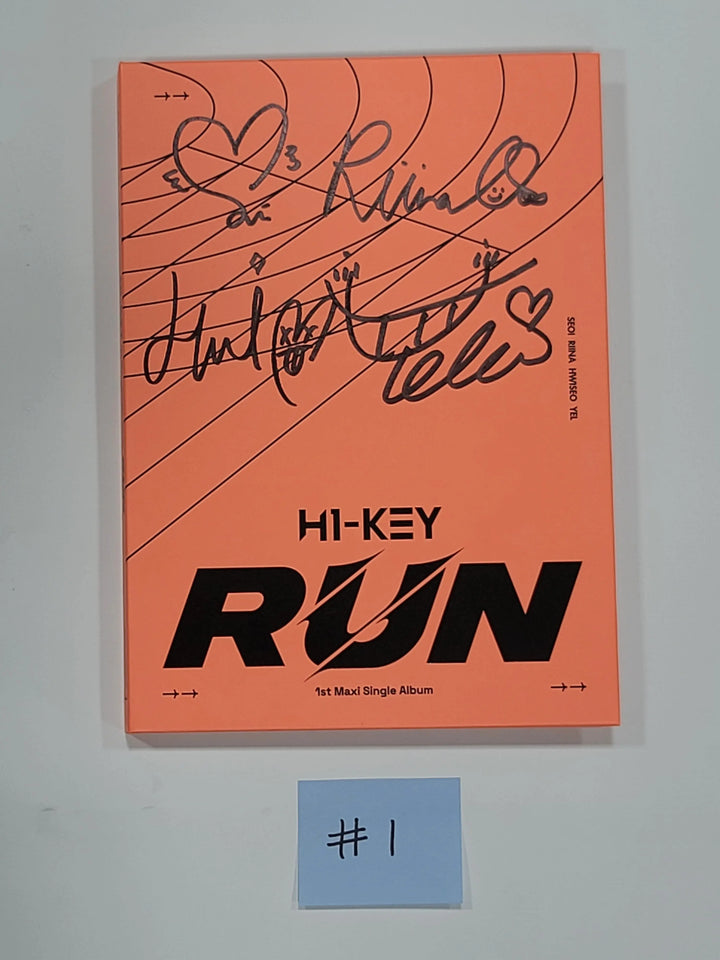 Riina
SEOI RIINA HWISEO YEL
H1-KEY
RUN
1st Maxi Single Album
#1